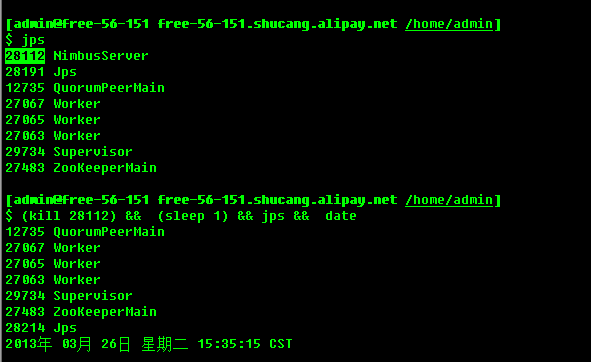 [admin@free-56-151 free-56-151.shucang.alipay.net /home/admin]
$ jps
28112 NimbusServer
28191 Jps
12735 QuorumPeerMain
27067 Worker
27065 Worker
27063 Worker
29734 Supervisor
27483 ZooKeeperMain
[admin@free-56-151 free-56-151.shucang.alipay.net /home/admin]
$ (kill 28112) &&  (sleep 1) && jps &&  date
12735 QuorumPeerMain
27067 Worker
27065 Worker
27063 Worker
29734 Supervisor
27483 ZooKeeperMain
28214 Jps
2013年 03月 26日 星期二 15:35:15 CST